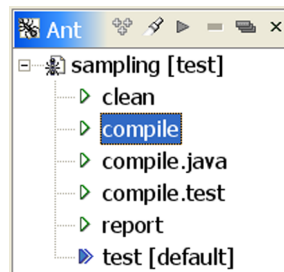 Ant
sampling [test]
clean
compile
compile.java
compile.test
report
test [default]